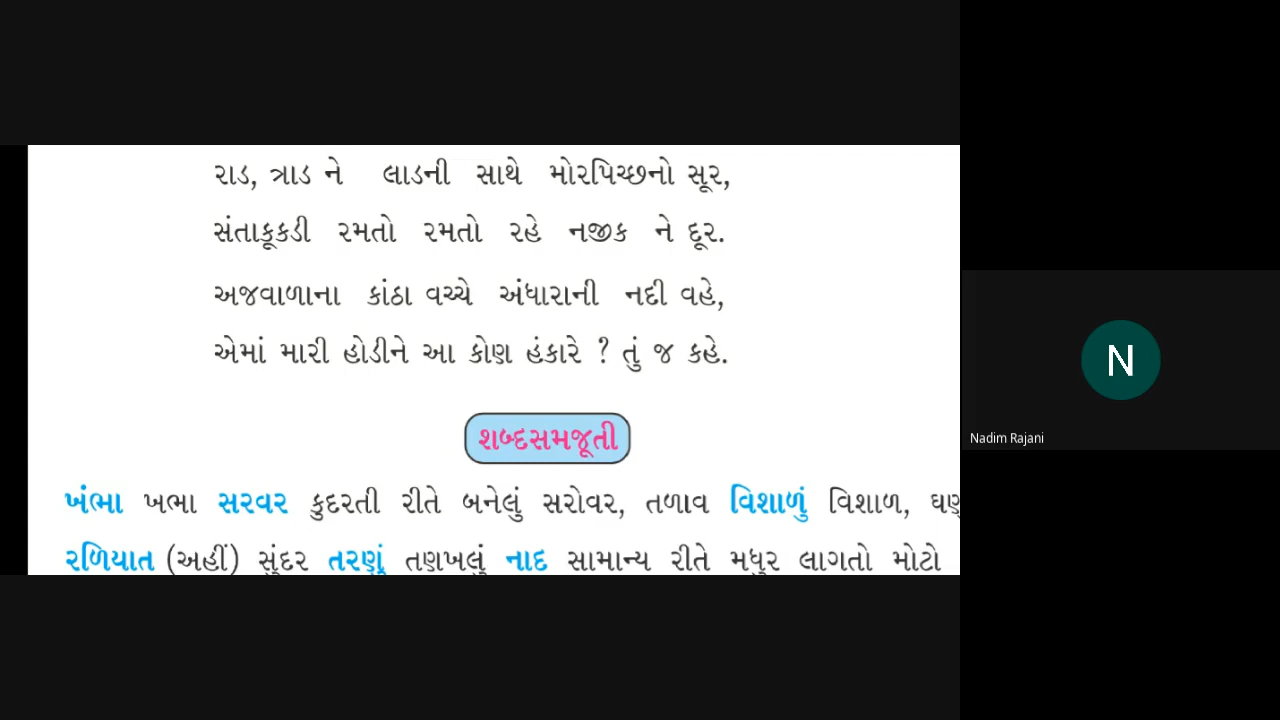 રાડ, ત્રાડ ને લાડની સાથે મોરપિચ્છનો સૂર,
સંતાકૂકડી રમતો રમતો રહે નજીક ને દૂર.
અજવાળાના કાંઠા વચ્ચે અંધારાની નદી વહે,
એમાં મારી હોડીને આ કોણ હંકારે ? તું જ કહે.
શબ્દસમજૂતી
ખંભા ખભા સરવર કુદરતી રીતે બનેલું સરોવર, તળાવ વિશાળું વિશાળ,
રળિયાત (અહીં) સુંદર તરણું તણખલું નાદ સામાન્ય રીતે મધુર લાગતો મોટો
N
Nadim Rajani